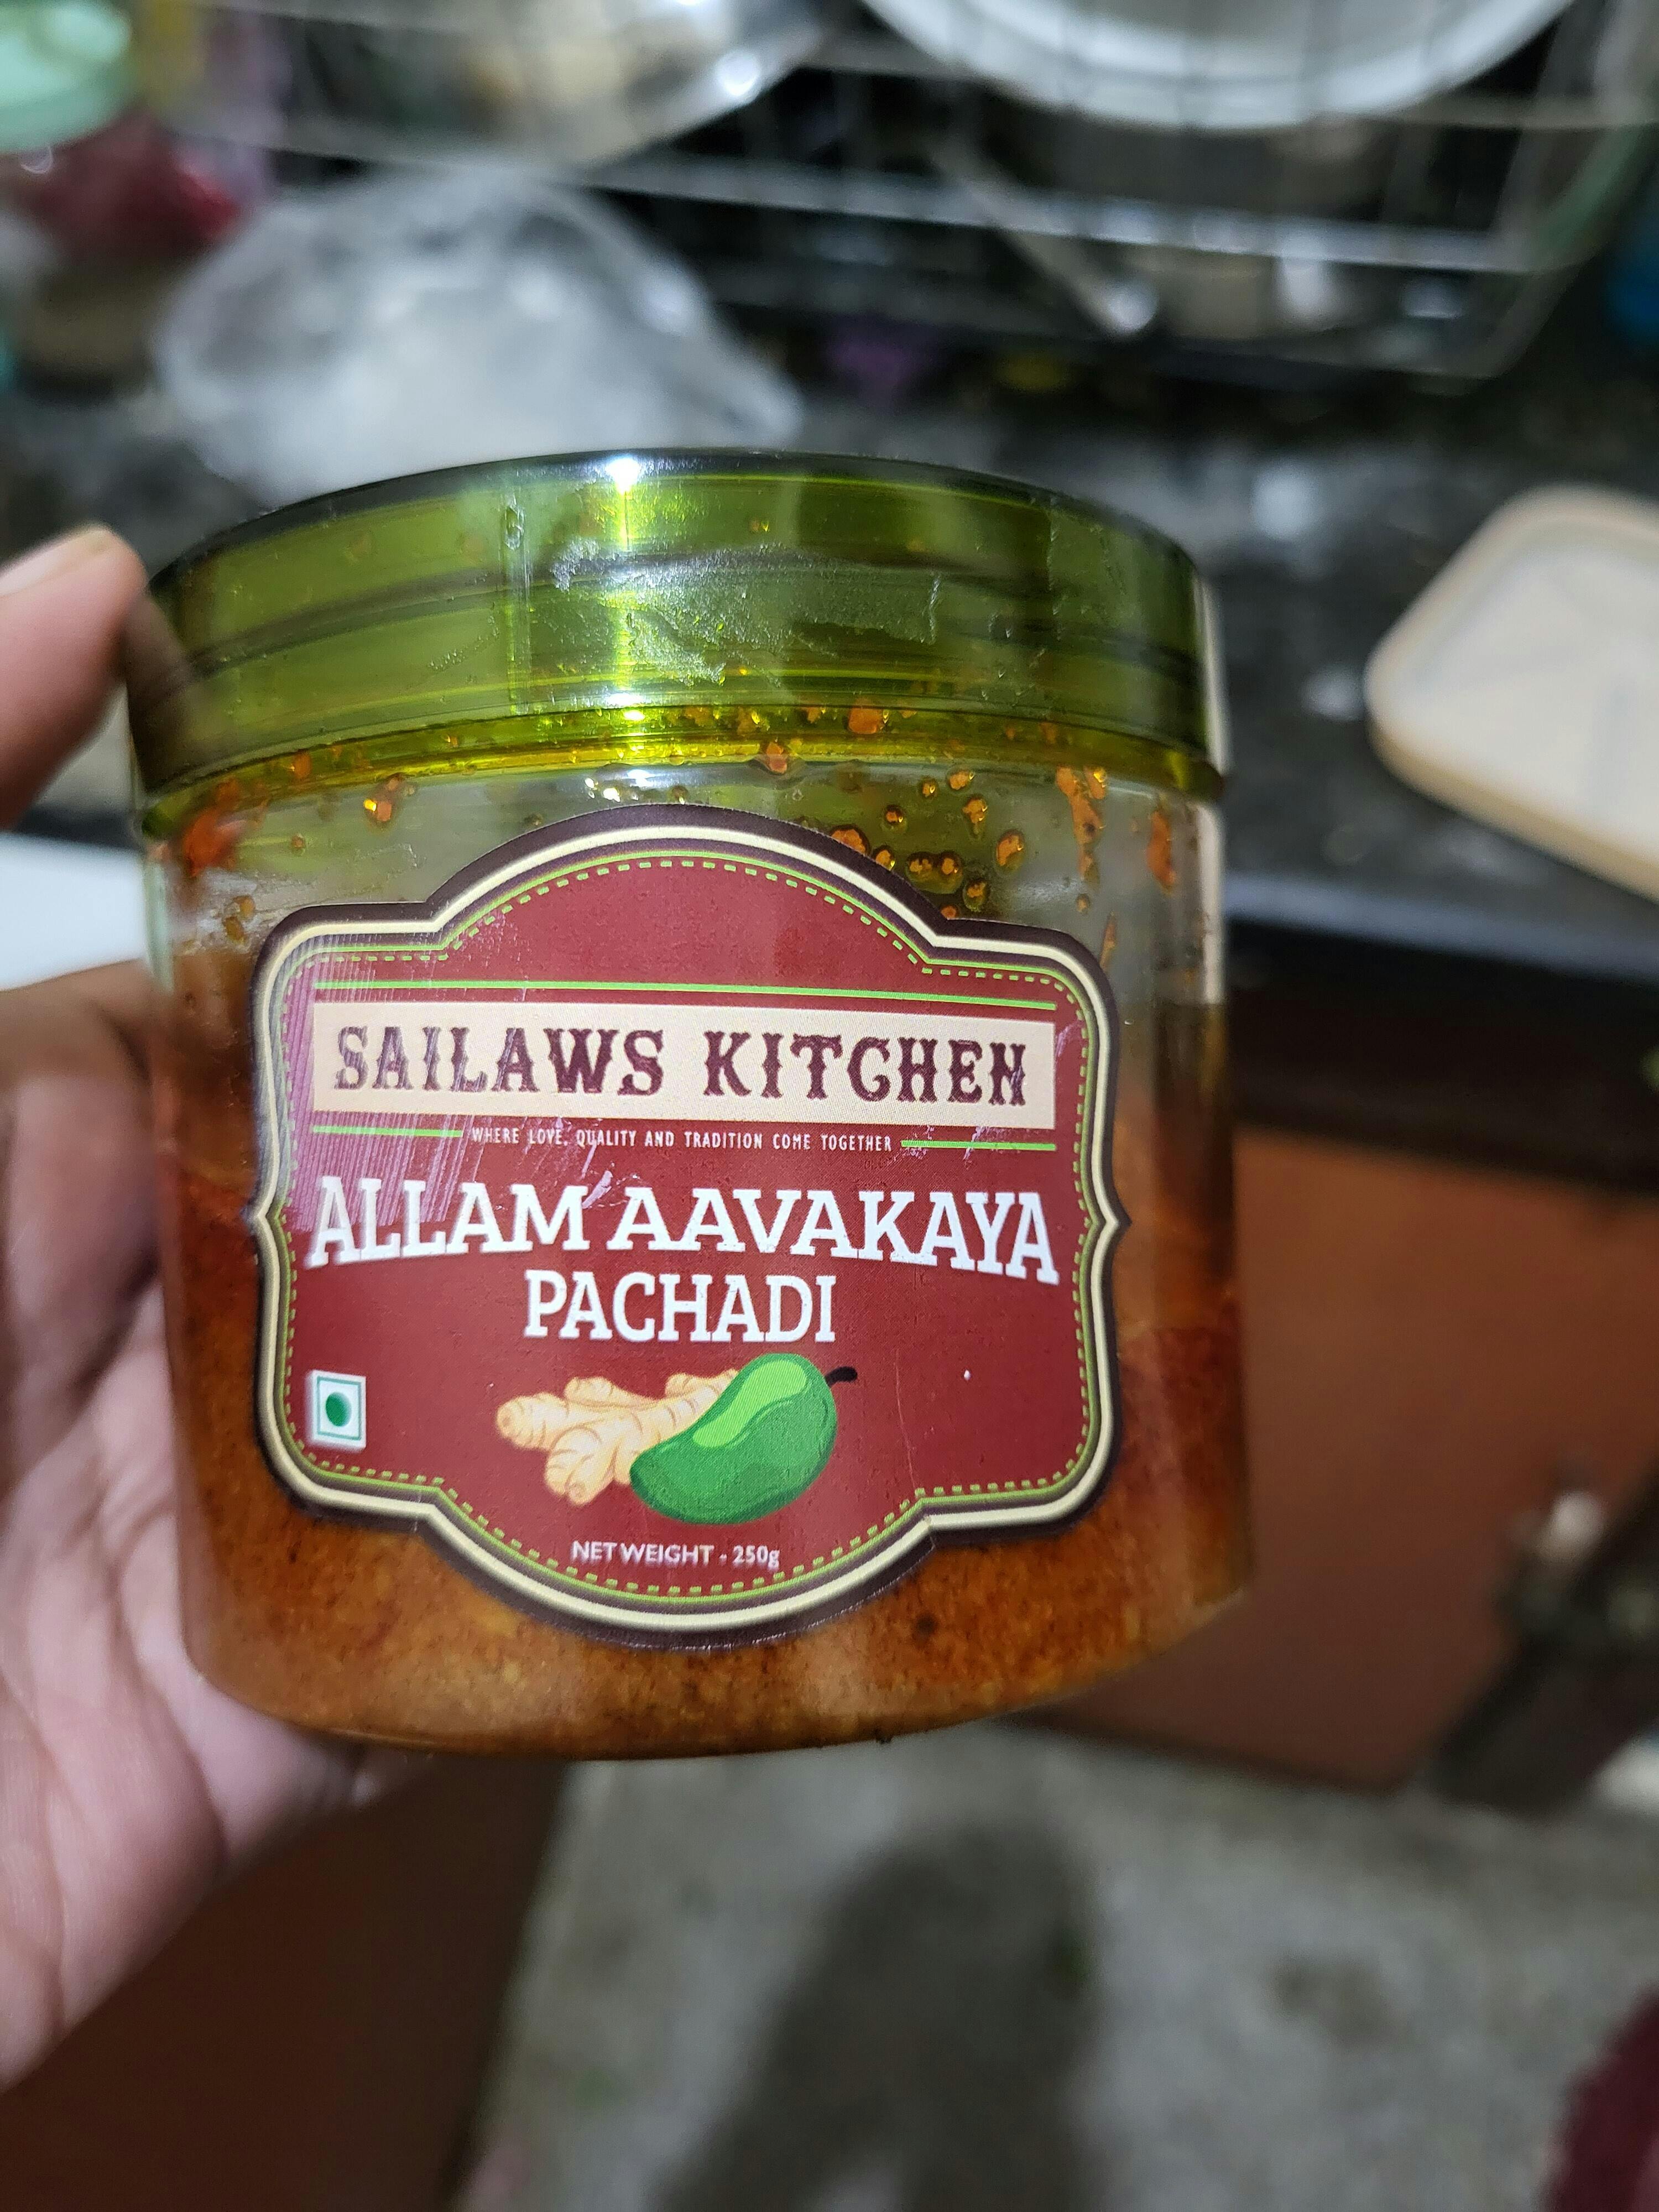 SAILAWS KITCHEN
WHERE LOVE, QUALITY AND TRADITION COME TOGETHER
ALLAM AAVAKAYA
PACHADI
NET WEIGHT - 250g